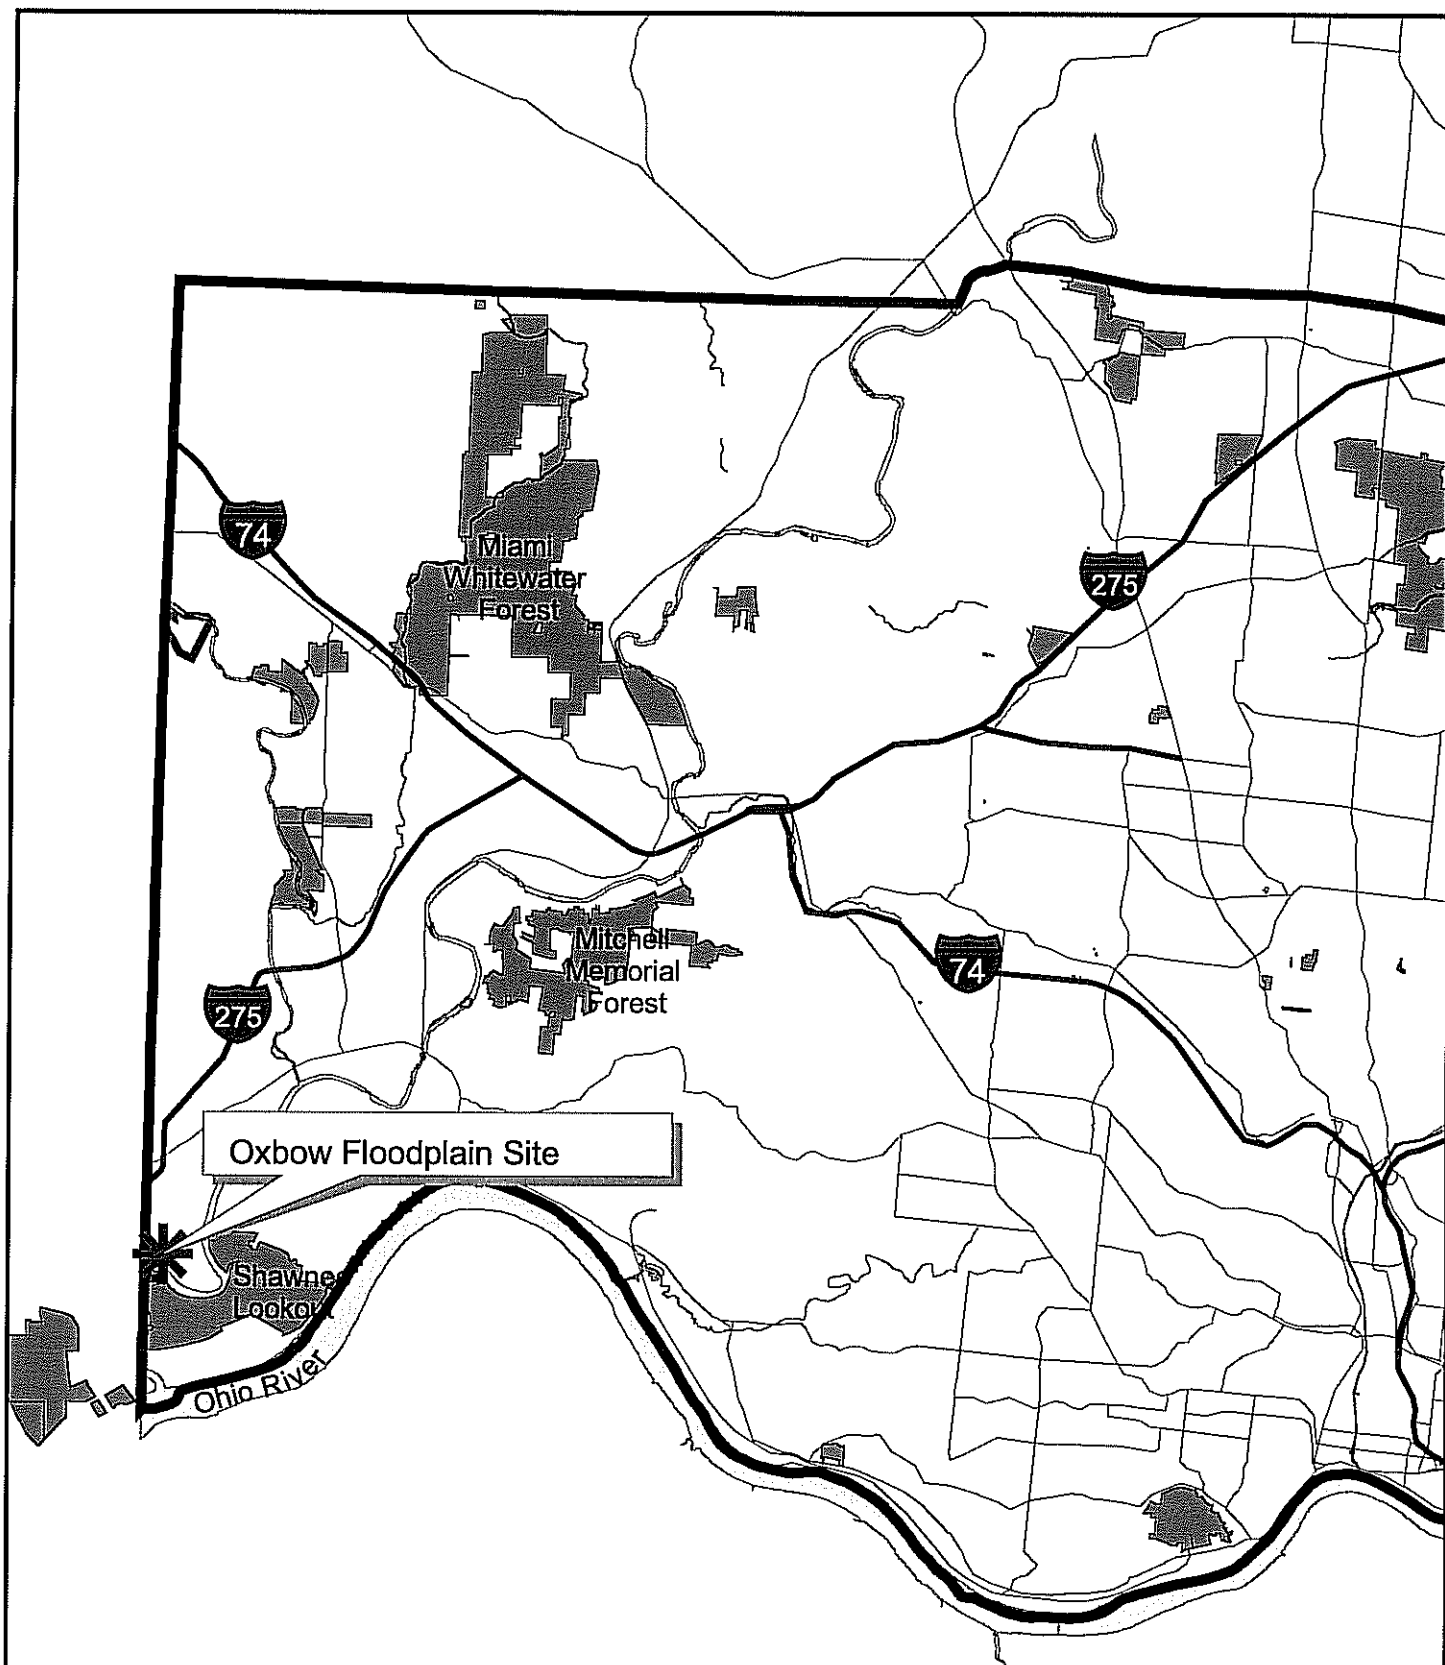 74
Miami
Whitewater
Forest
275
Mitchell
Memorial
Forest
74
275
Oxbow Floodplain Site
Shawnee
Lookout
Ohio River